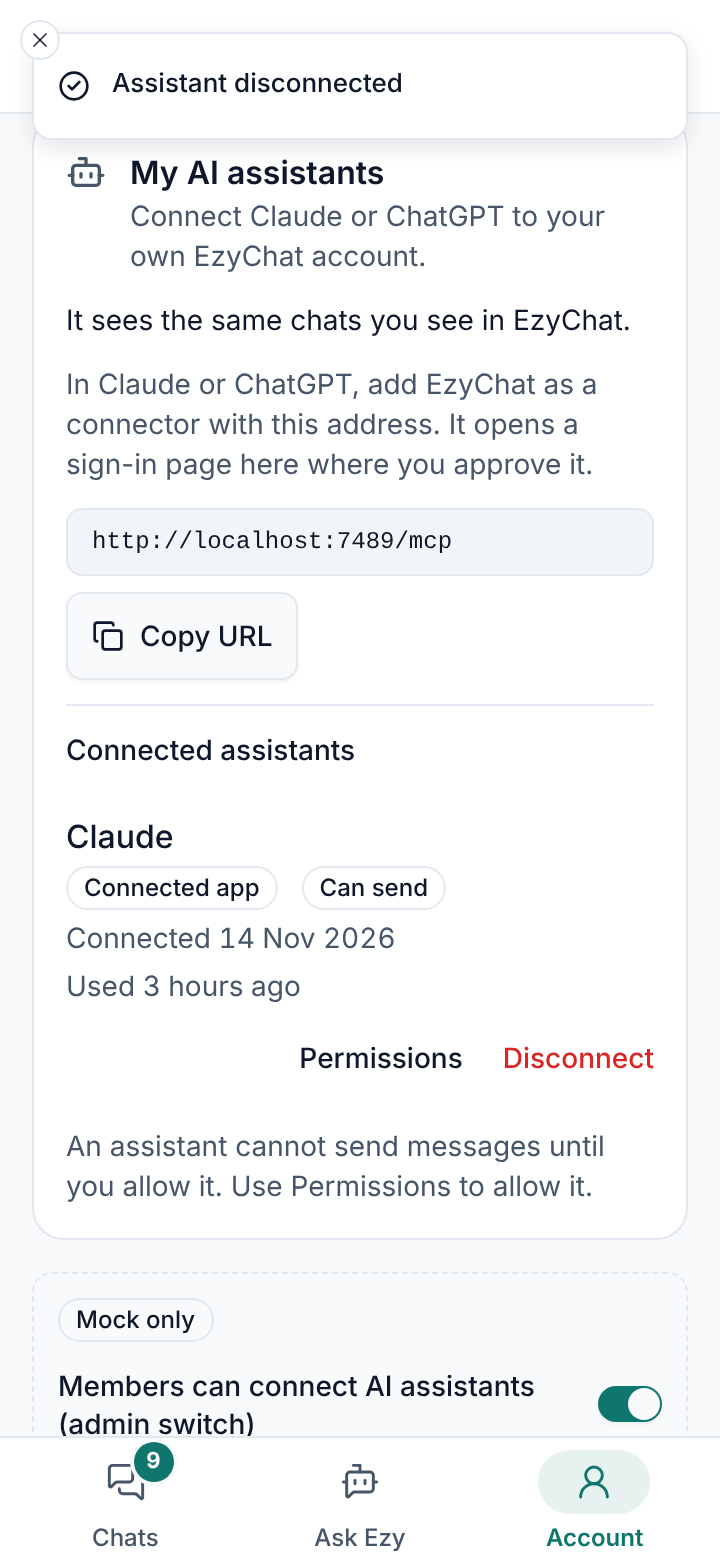 Assistant disconnected
My AI assistants
Connect Claude or ChatGPT to your
own EzyChat account.
It sees the same chats you see in EzyChat.
In Claude or ChatGPT, add EzyChat as a
connector with this address. It opens a
sign-in page here where you approve it.
http://localhost:7489/mcp
Copy URL
Connected assistants
Claude
Connected app
Can send
Connected 14 Nov 2026
Used 3 hours ago
Permissions
Disconnect
An assistant cannot send messages until
you allow it. Use Permissions to allow it.
Mock only
Members can connect AI assistants
(admin switch)
9
Chats
Ask Ezy
Account